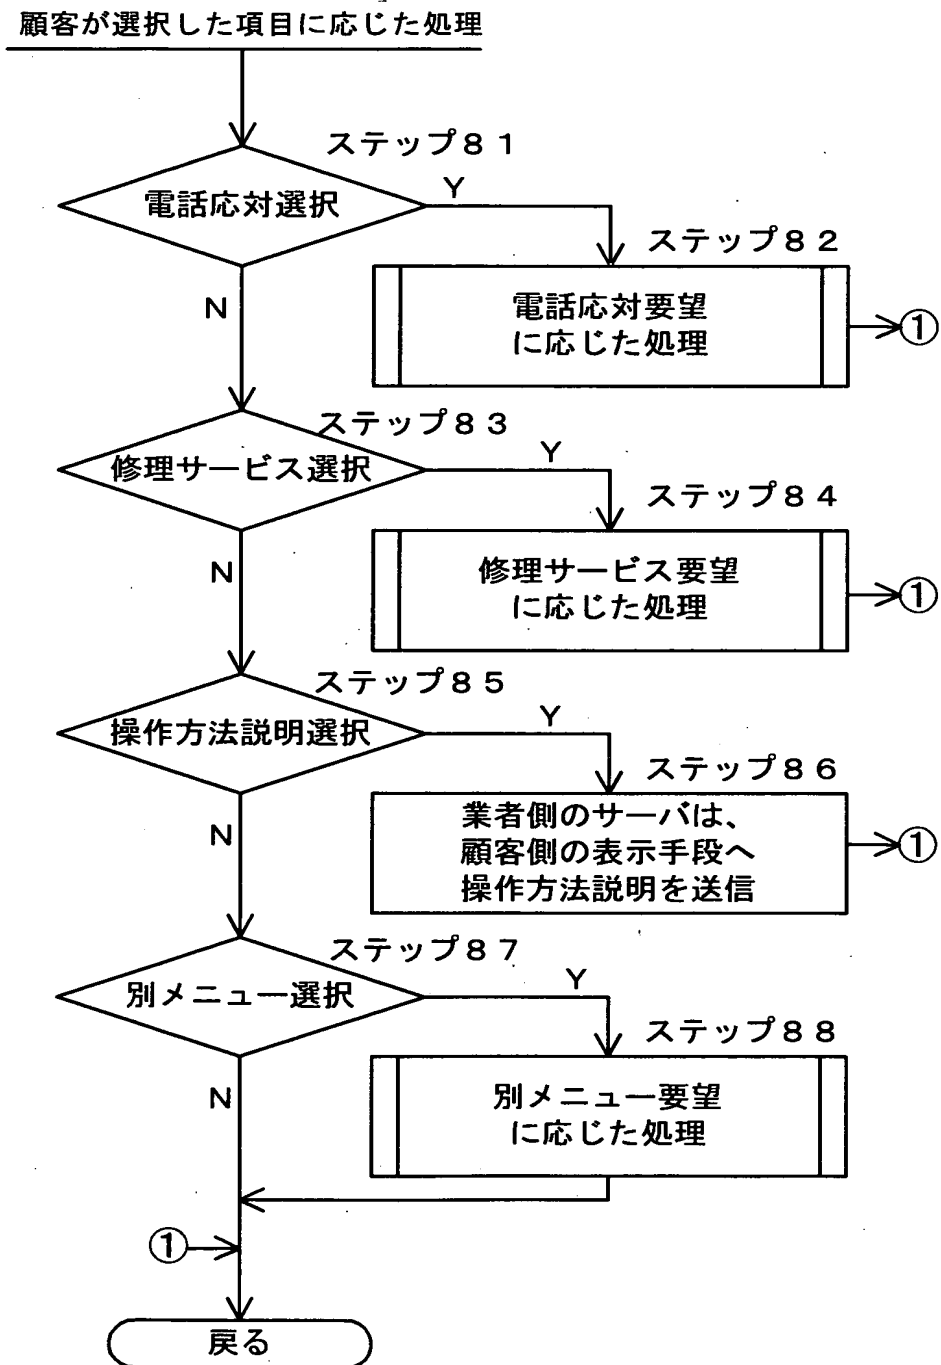 顧客が選択した項目に応じた処理
ステップ81
電話応対選択
Y
ステップ82
電話応対要望
に応じた処理
①
N
ステップ83
修理サービス選択
Y
ステップ84
修理サービス要望
に応じた処理
①
N
ステップ85
操作方法説明選択
Y
ステップ86
業者側のサーバは、
顧客側の表示手段へ
操作方法説明を送信
①
N
ステップ87
別メニュー選択
Y
ステップ88
別メニュー要望
に応じた処理
N
①
戻る